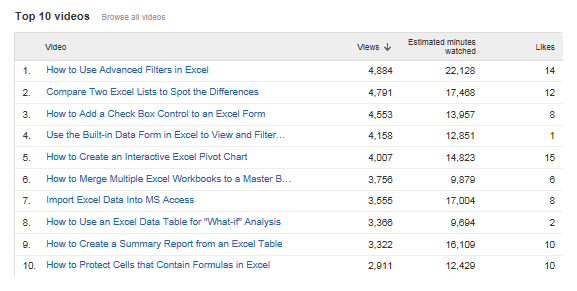 Top 10 videos Browse all videos
Video Views ↓ Estimated minutes watched Likes
1. How to Use Advanced Filters in Excel 4,884 22,128 14
2. Compare Two Excel Lists to Spot the Differences 4,791 17,468 12
3. How to Add a Check Box Control to an Excel Form 4,553 13,957 8
4. Use the Built-in Data Form in Excel to View and Filter... 4,158 12,851 1
5. How to Create an Interactive Excel Pivot Chart 4,007 14,823 15
6. How to Merge Multiple Excel Workbooks to a Master B... 3,756 9,879 6
7. Import Excel Data Into MS Access 3,555 17,004 8
8. How to Use an Excel Data Table for "What-if" Analysis 3,366 9,694 2
9. How to Create a Summary Report from an Excel Table 3,322 16,109 10
10. How to Protect Cells that Contain Formulas in Excel 2,911 12,429 10